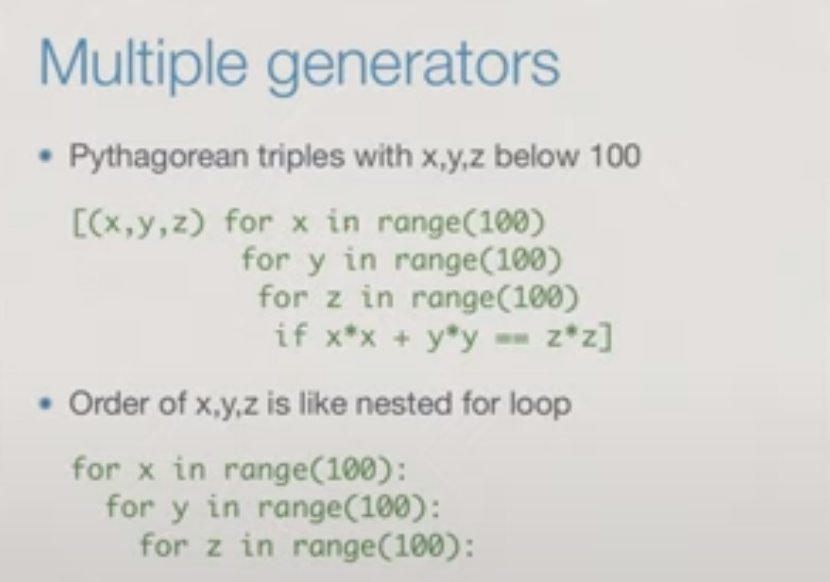 Multiple generators
• Pythagorean triples with x,y,z below 100
[(x,y,z) for x in range(100)
for y in range(100)
for z in range(100)
if x*x + y*y == z*z]
• Order of x,y,z is like nested for loop
for x in range(100):
for y in range(100):
for z in range(100):